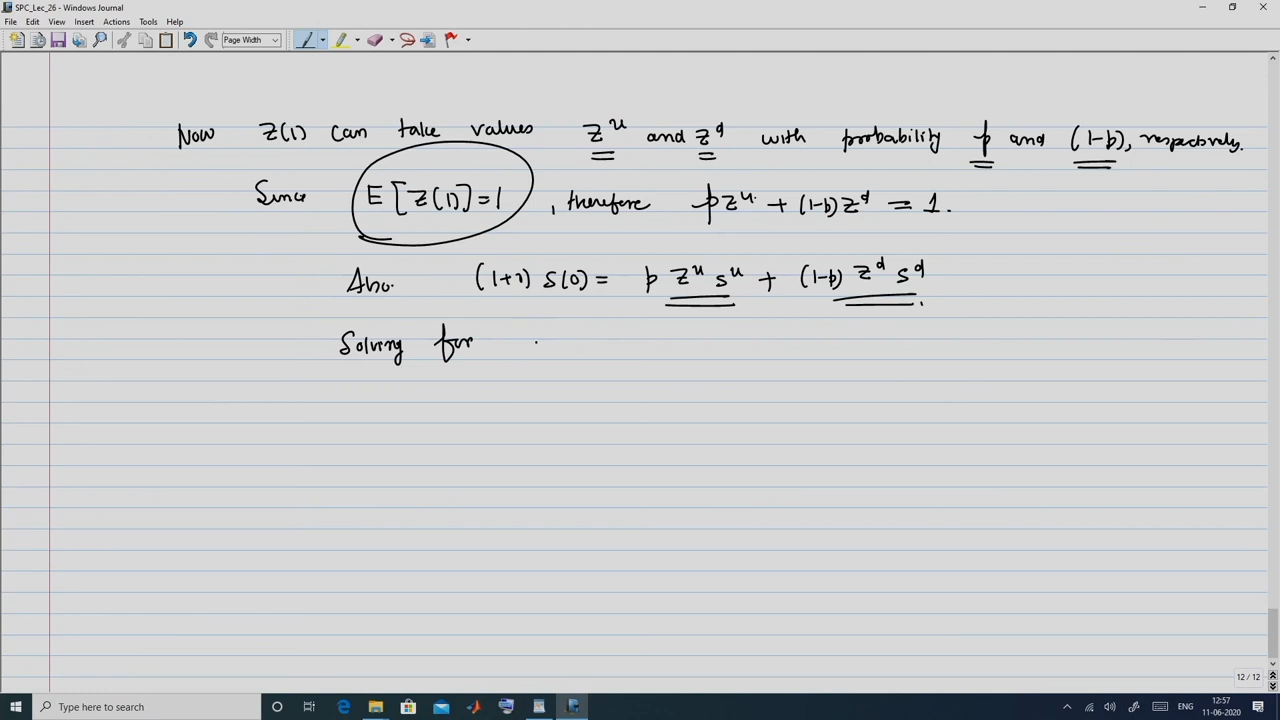 SPC_Lec_26 - Windows Journal
File Edit View Insert Actions Tools Help
Page Width
Now Z(1) can take values Z^u and Z^d with probability p and (1-p), respectively.
Since E[Z(1)]=1, therefore pZ^u + (1-p)Z^d = 1.
Also (1+r) S(0) = p Z^u S^u + (1-p) Z^d S^d.
Solving for
12 / 12
Type here to search
ENG
12:57
11-06-2020